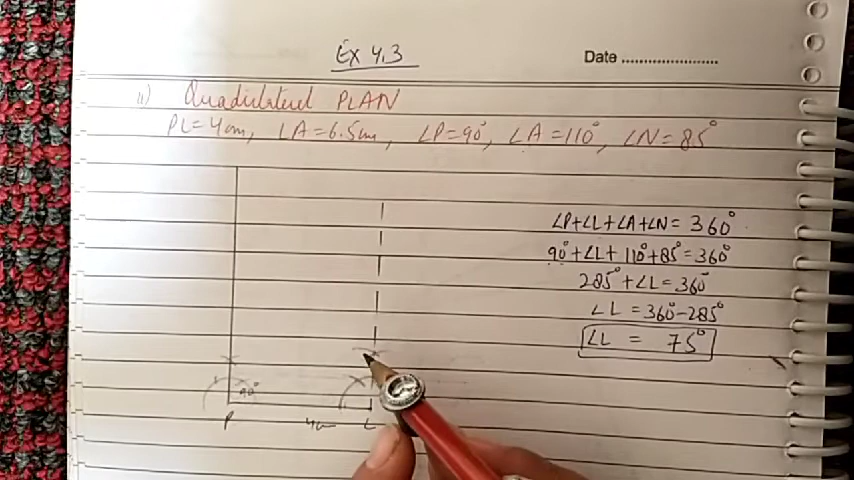 Ex 4.3
Date ........................
ii) Quadrilateral PLAN
PL=4cm, LA=6.5cm, ∠P=90°, ∠A=110°, ∠N=85°
∠P+∠L+∠A+∠N=360°
90°+∠L+110°+85°=360°
285°+∠L=360°
∠L=360°-285°
∠L = 75°
90°
P 4cm L